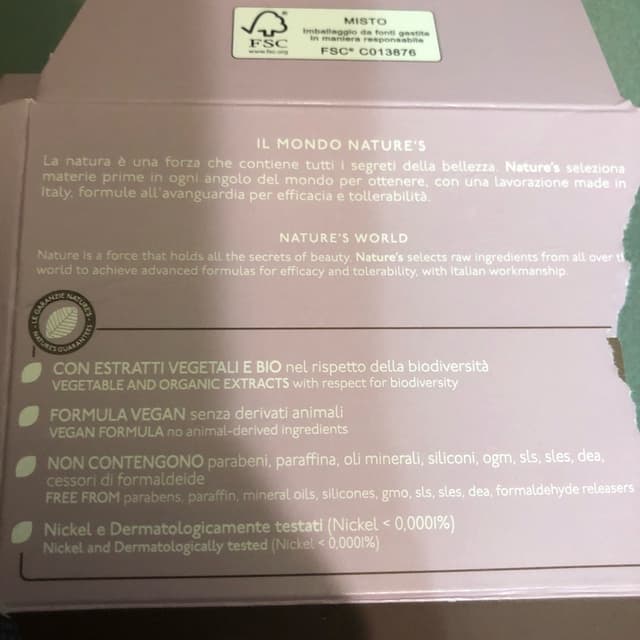 FSC
www.fsc.org
MISTO
Imballaggio da fonti gestite
in maniera responsabile
FSC® C013876
IL MONDO NATURE'S
La natura è una forza che contiene tutti i segreti della bellezza. Nature's seleziona
materie prime in ogni angolo del mondo per ottenere, con una lavorazione made in
Italy, formule all'avanguardia per efficacia e tollerabilità.
NATURE'S WORLD
Nature is a force that holds all the secrets of beauty. Nature's selects raw ingredients from all over
world to achieve advanced formulas for efficacy and tolerability, with Italian workmanship.
LE GARANZIE NATURE'S
NATURE'S GUARANTEES
CON ESTRATTI VEGETALI E BIO nel rispetto della biodiversità
VEGETABLE AND ORGANIC EXTRACTS with respect for biodiversity
FORMULA VEGAN senza derivati animali
VEGAN FORMULA no animal-derived ingredients
NON CONTENGONO parabeni, paraffina, oli minerali, siliconi, ogm, sls, sles, dea,
cessori di formaldeide
FREE FROM parabens, paraffin, mineral oils, silicones, gmo, sls, sles, dea, formaldehyde releasers
Nickel e Dermatologicamente testati (Nickel < 0,0001%)
Nickel and Dermatologically tested (Nickel < 0,0001%)